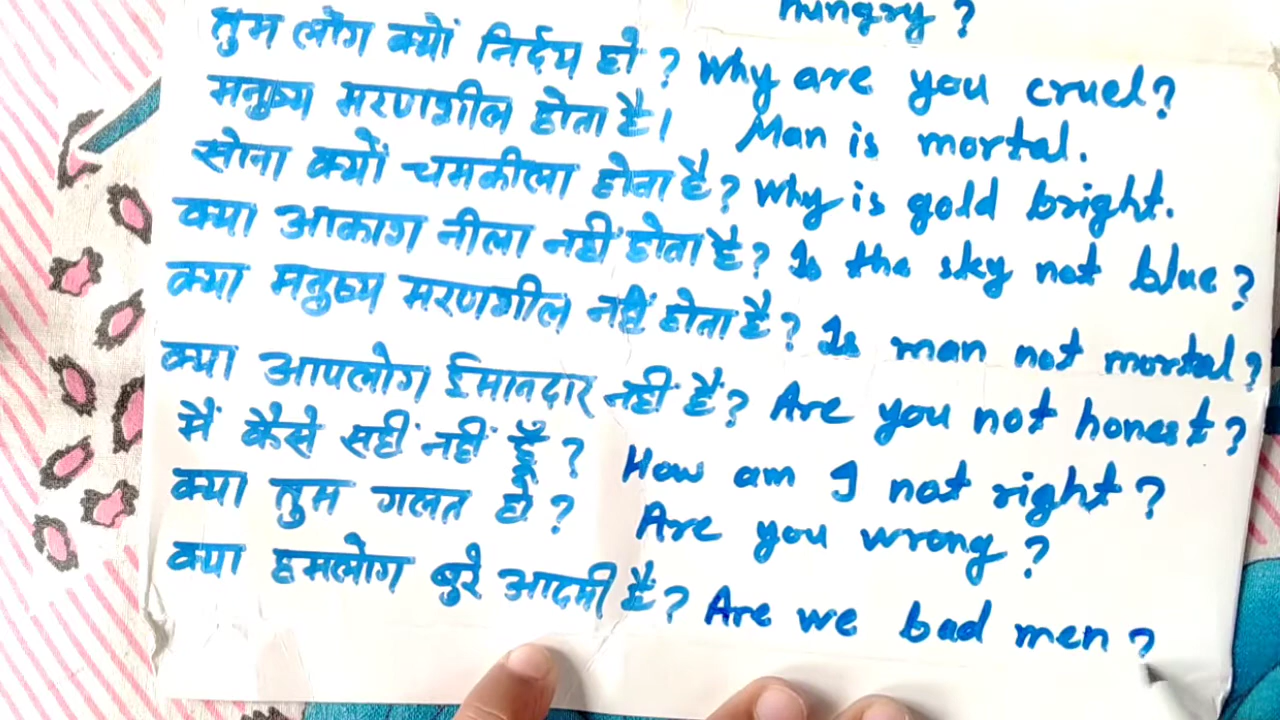 hungry ?
तुम लोग क्यों निर्दय हो ? Why are you cruel?
मनुष्य मरणशील होता है। Man is mortal.
सोना क्यों चमकीला होता है? Why is gold bright.
क्या आकाश नीला नहीं होता है? Is the sky not blue?
क्या मनुष्य मरणशील नहीं होता है? Is man not mortal?
क्या आपलोग ईमानदार नहीं हैं? Are you not honest?
मैं कैसे सहीं नहीं हूँ? How am I not right?
क्या तुम गलत हो? Are you wrong?
क्या हमलोग बुरे आदमी हैं? Are we bad men?